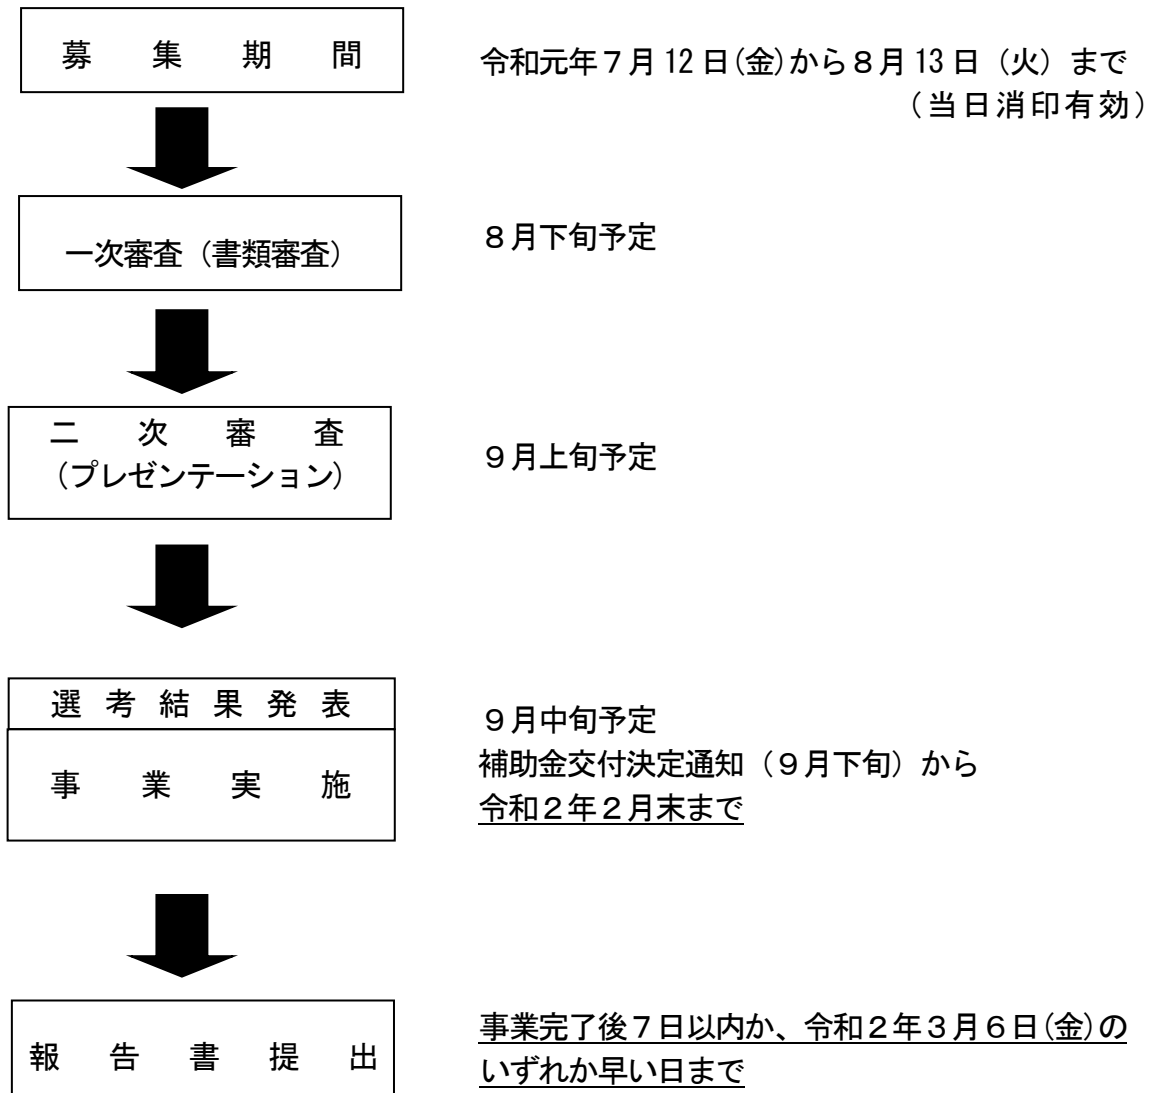 募集期間
令和元年７月12日(金)から８月13日（火）まで
（当日消印有効）
一次審査（書類審査）
８月下旬予定
二次審査
（プレゼンテーション）
９月上旬予定
選考結果発表
９月中旬予定
事業実施
補助金交付決定通知（９月下旬）から
令和２年２月末まで
報告書提出
事業完了後７日以内か、令和２年３月６日(金)の
いずれか早い日まで